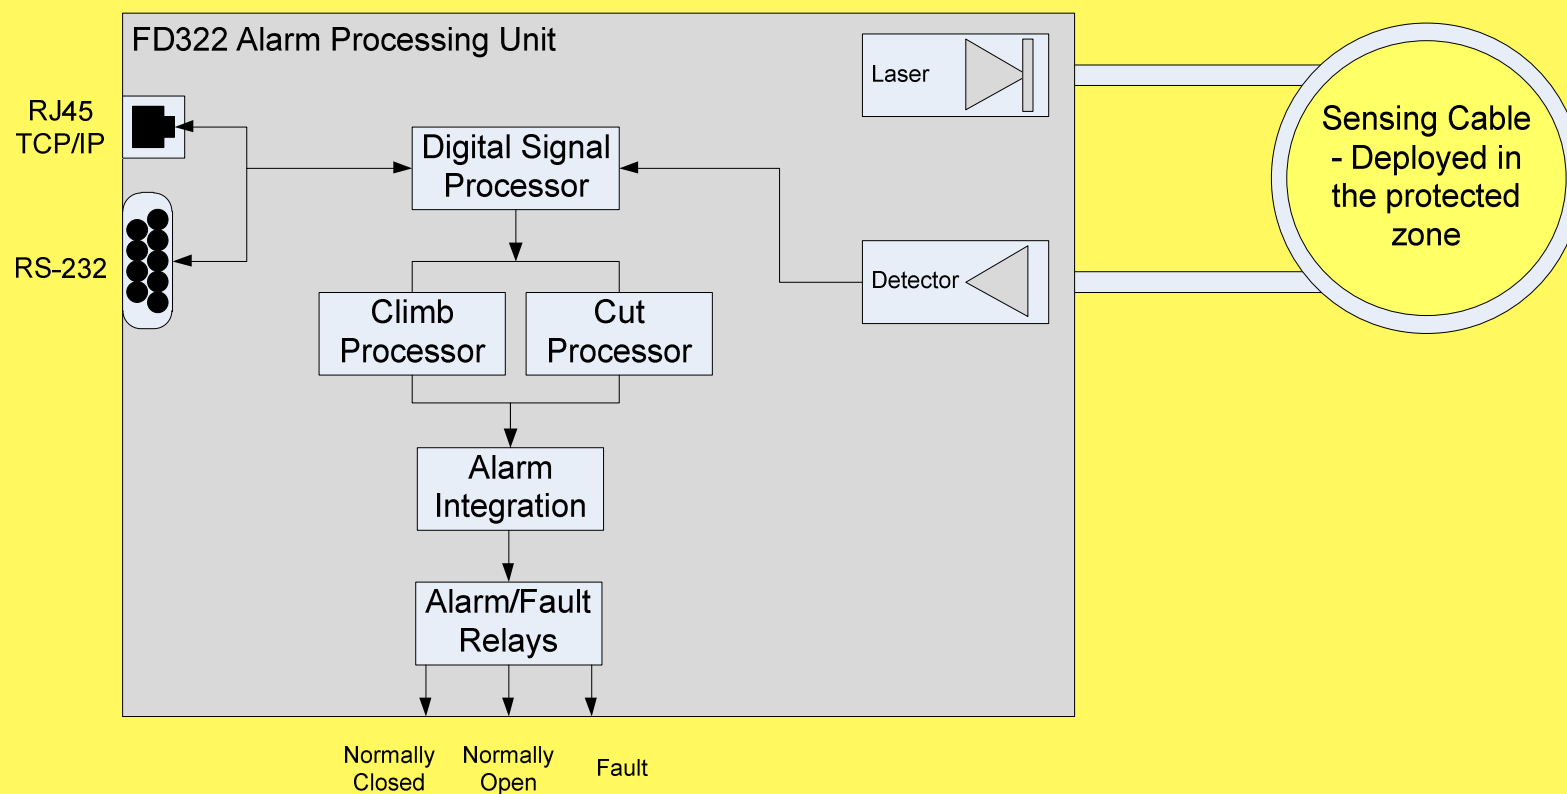 FD322 Alarm Processing Unit
Laser
RJ45
TCP/IP
Sensing Cable
- Deployed in
the protected
zone
Digital Signal
Processor
RS-232
Detector
Climb
Processor
Cut
Processor
Alarm
Integration
Alarm/Fault
Relays
Normally
Closed
Normally
Open
Fault